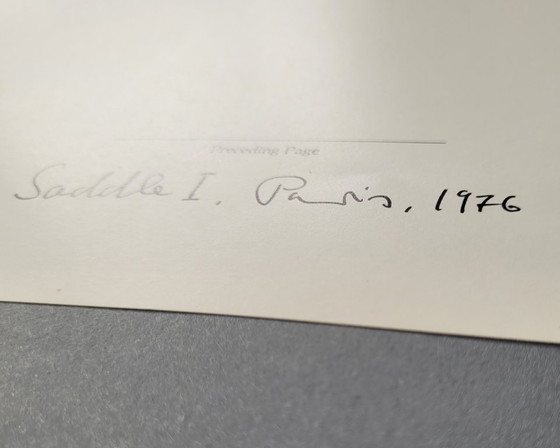 Preceding Page
Saddle I, Paris, 1976